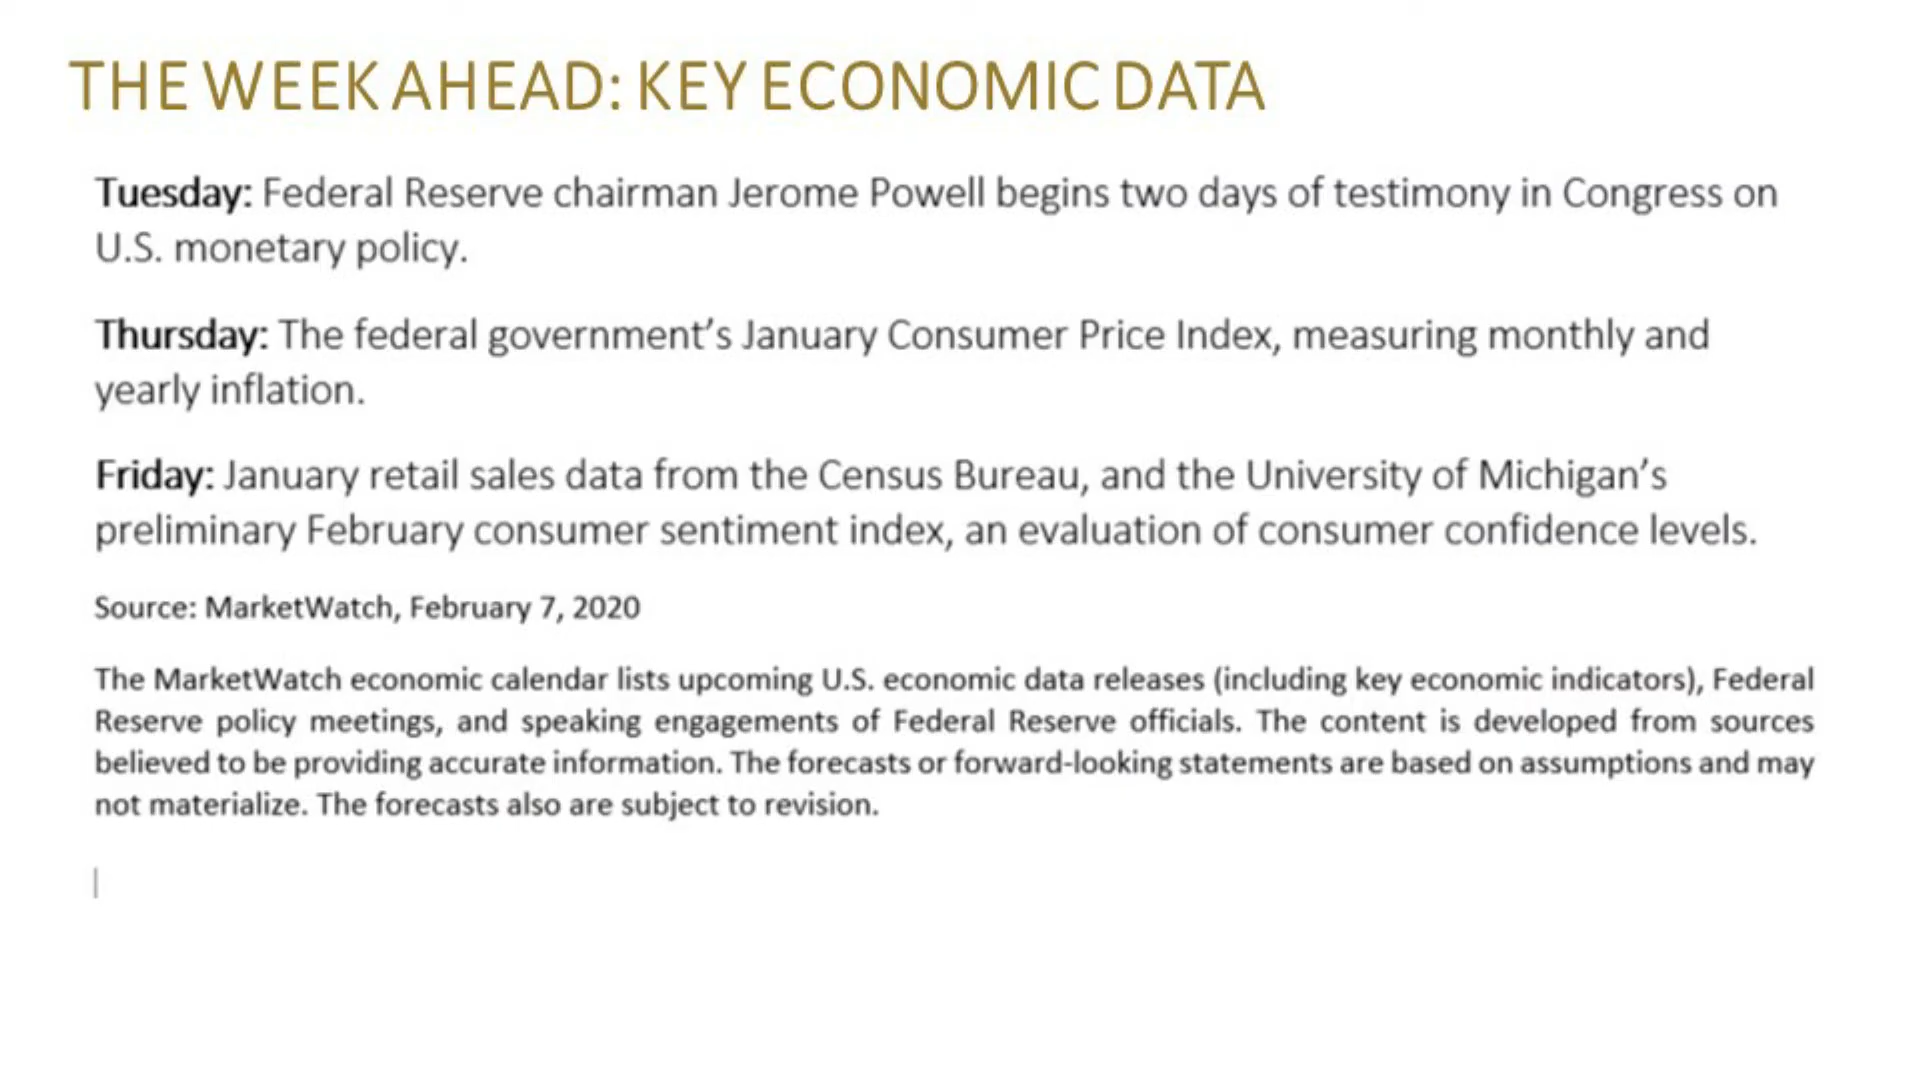 THE WEEK AHEAD: KEY ECONOMIC DATA
Tuesday: Federal Reserve chairman Jerome Powell begins two days of testimony in Congress on
U.S. monetary policy.
Thursday: The federal government’s January Consumer Price Index, measuring monthly and
yearly inflation.
Friday: January retail sales data from the Census Bureau, and the University of Michigan’s
preliminary February consumer sentiment index, an evaluation of consumer confidence levels.
Source: MarketWatch, February 7, 2020
The MarketWatch economic calendar lists upcoming U.S. economic data releases (including key economic indicators), Federal
Reserve policy meetings, and speaking engagements of Federal Reserve officials. The content is developed from sources
believed to be providing accurate information. The forecasts or forward-looking statements are based on assumptions and may
not materialize. The forecasts also are subject to revision.